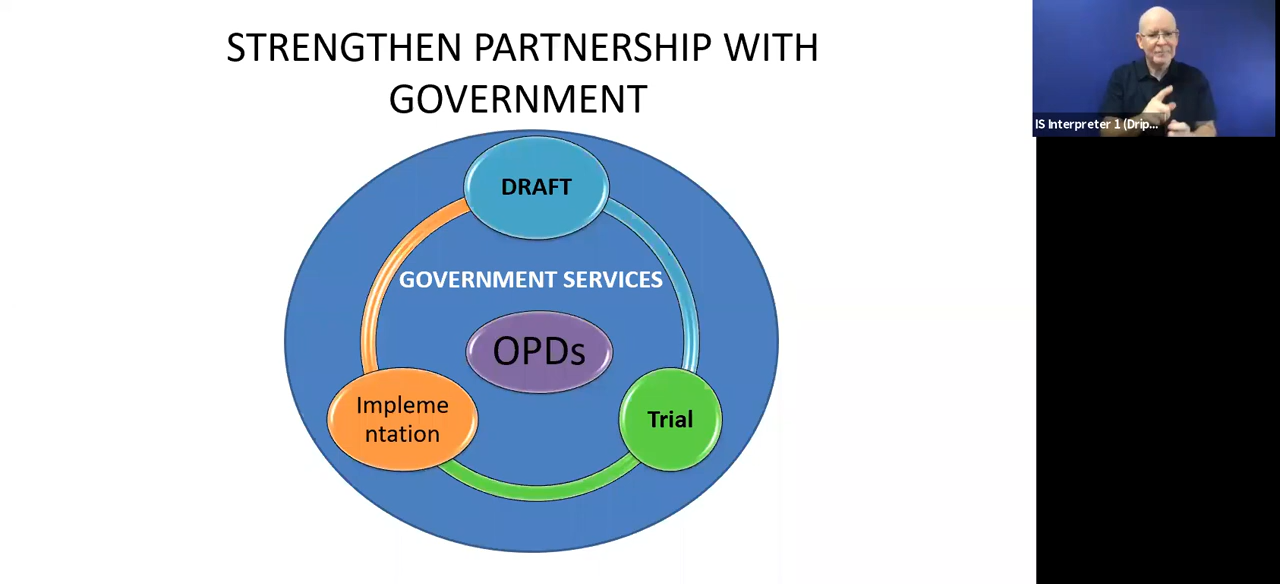 STRENGTHEN PARTNERSHIP WITH
GOVERNMENT
DRAFT
GOVERNMENT SERVICES
OPDs
Impleme
ntation
Trial
IS Interpreter 1 (Drip...